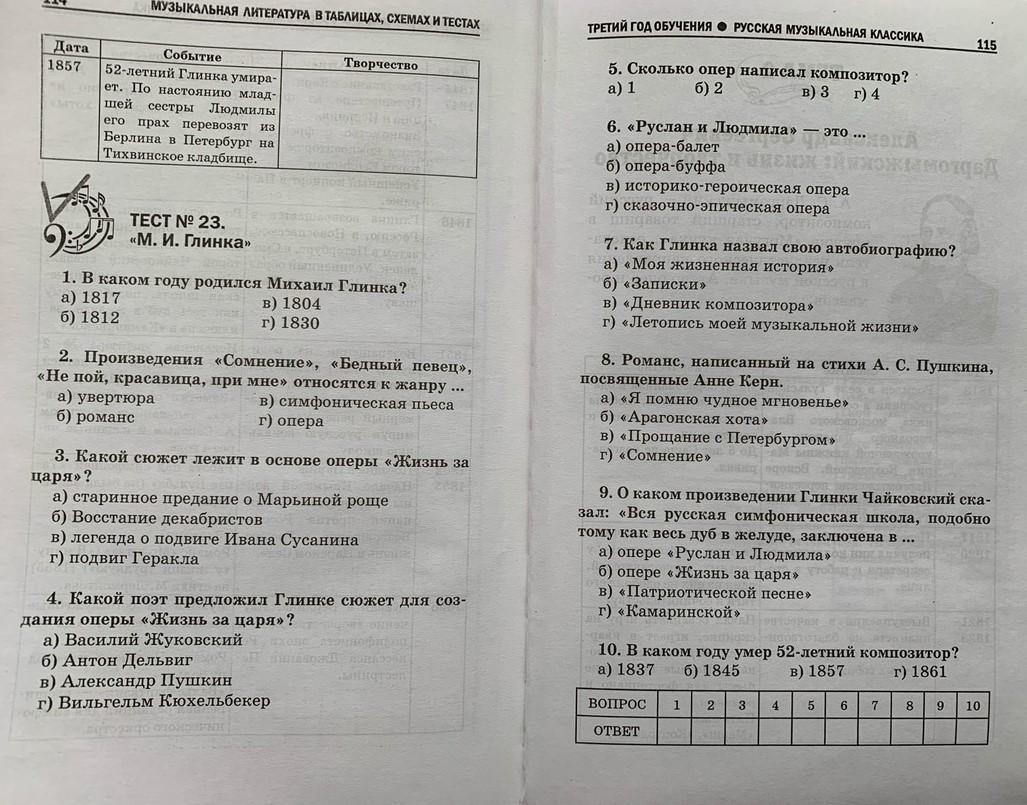 114
МУЗЫКАЛЬНАЯ ЛИТЕРАТУРА В ТАБЛИЦАХ, СХЕМАХ И ТЕСТАХ
Дата Событие Творчество
1857 52-летний Глинка умира-
ет. По настоянию млад-
шей сестры Людмилы
его прах перевозят из
Берлина в Петербург на
Тихвинское кладбище.
ТЕСТ № 23.
«М. И. Глинка»
1. В каком году родился Михаил Глинка?
а) 1817 в) 1804
б) 1812 г) 1830
2. Произведения «Сомнение», «Бедный певец»,
«Не пой, красавица, при мне» относятся к жанру ...
а) увертюра в) симфоническая пьеса
б) романс г) опера
3. Какой сюжет лежит в основе оперы «Жизнь за
царя»?
а) старинное предание о Марьиной роще
б) Восстание декабристов
в) легенда о подвиге Ивана Сусанина
г) подвиг Геракла
4. Какой поэт предложил Глинке сюжет для соз-
дания оперы «Жизнь за царя»?
а) Василий Жуковский
б) Антон Дельвиг
в) Александр Пушкин
г) Вильгельм Кюхельбекер
ТРЕТИЙ ГОД ОБУЧЕНИЯ ● РУССКАЯ МУЗЫКАЛЬНАЯ КЛАССИКА 115
5. Сколько опер написал композитор?
а) 1 б) 2 в) 3 г) 4
6. «Руслан и Людмила» — это ...
а) опера-балет
б) опера-буффа
в) историко-героическая опера
г) сказочно-эпическая опера
7. Как Глинка назвал свою автобиографию?
а) «Моя жизненная история»
б) «Записки»
в) «Дневник композитора»
г) «Летопись моей музыкальной жизни»
8. Романс, написанный на стихи А. С. Пушкина,
посвященные Анне Керн.
а) «Я помню чудное мгновенье»
б) «Арагонская хота»
в) «Прощание с Петербургом»
г) «Сомнение»
9. О каком произведении Глинки Чайковский ска-
зал: «Вся русская симфоническая школа, подобно
тому как весь дуб в желуде, заключена в ...
а) опере «Руслан и Людмила»
б) опере «Жизнь за царя»
в) «Патриотической песне»
г) «Камаринской»
10. В каком году умер 52-летний композитор?
а) 1837 б) 1845 в) 1857 г) 1861
ВОПРОС 1 2 3 4 5 6 7 8 9 10
ОТВЕТ